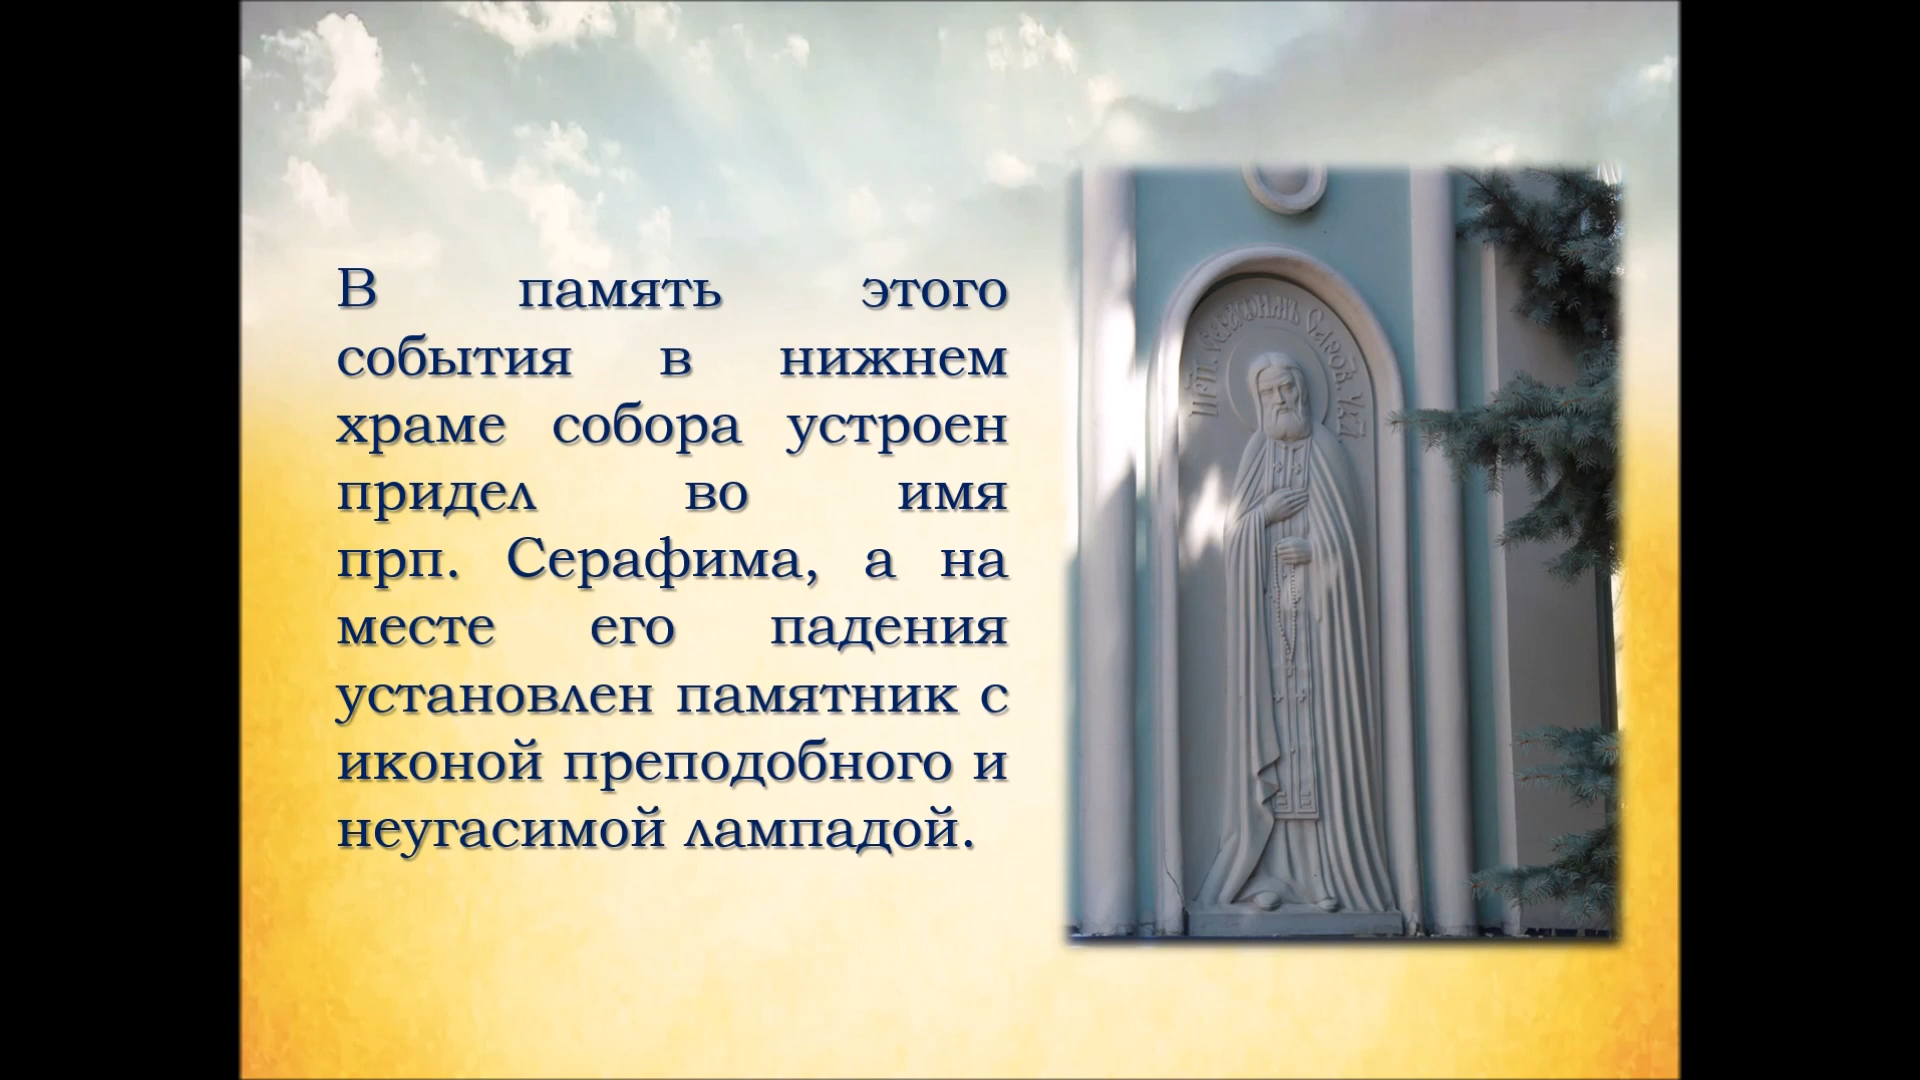 В память этого
события в нижнем
храме собора устроен
придел во имя
прп. Серафима, а на
месте его падения
установлен памятник с
иконой преподобного и
неугасимой лампадой.